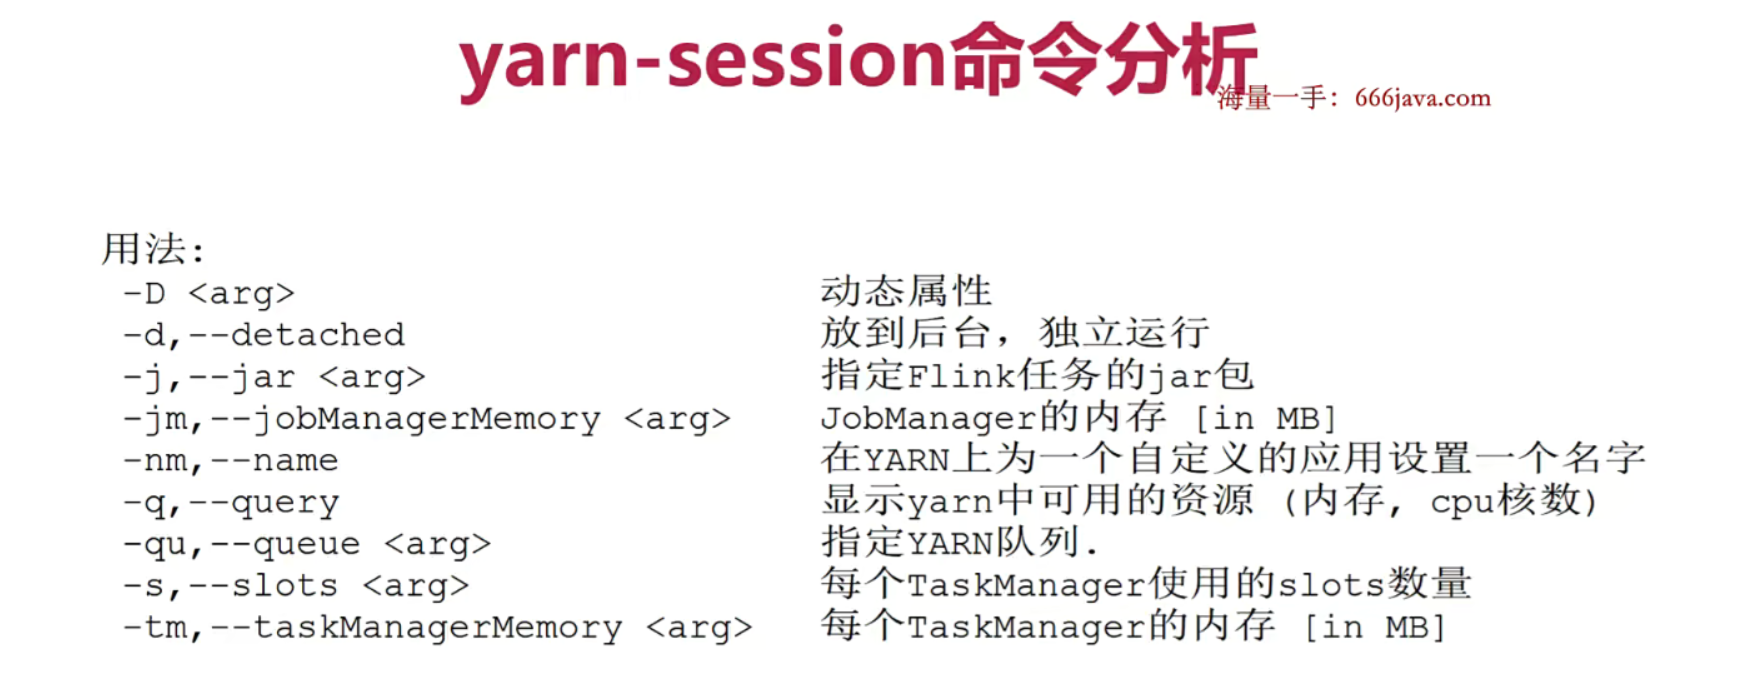 yarn-session命令分析
海量一手：666java.com
用法:
-D <arg> 动态属性
-d,--detached 放到后台，独立运行
-j,--jar <arg> 指定Flink任务的jar包
-jm,--jobManagerMemory <arg> JobManager的内存 [in MB]
-nm,--name 在YARN上为一个自定义的应用设置一个名字
-q,--query 显示yarn中可用的资源 (内存, cpu核数)
-qu,--queue <arg> 指定YARN队列.
-s,--slots <arg> 每个TaskManager使用的slots数量
-tm,--taskManagerMemory <arg> 每个TaskManager的内存 [in MB]